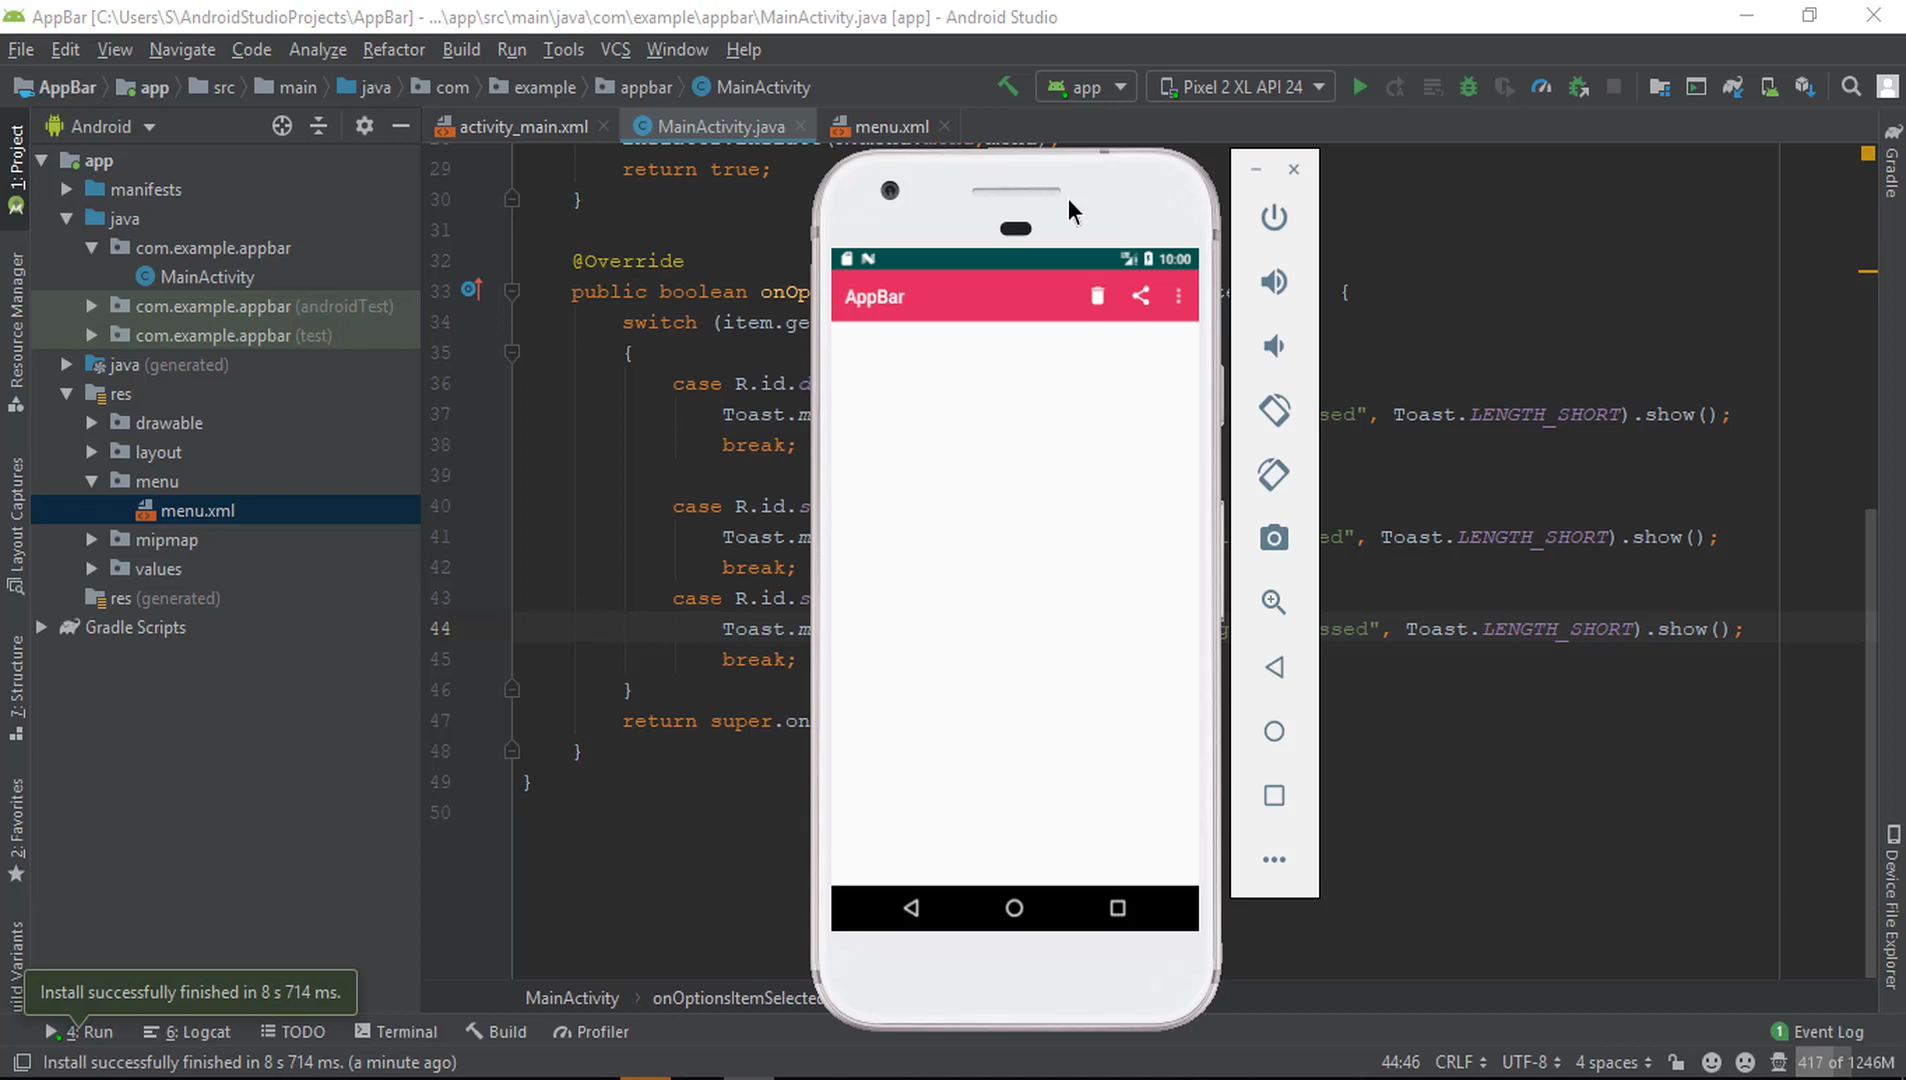 AppBar [C:\Users\S\AndroidStudioProjects\AppBar] - ...\app\src\main\java\com\example\appbar\MainActivity.java [app] - Android Studio
File Edit View Navigate Code Analyze Refactor Build Run Tools VCS Window Help
AppBar app src main java com example appbar MainActivity app Pixel 2 XL API 24
Android activity_main.xml MainActivity.java menu.xml
1: Project
Resource Manager
Layout Captures
7: Structure
2: Favorites
uild Variants
app
manifests
java
com.example.appbar
MainActivity
com.example.appbar (androidTest)
com.example.appbar (test)
java (generated)
res
drawable
layout
menu
menu.xml
mipmap
values
res (generated)
Gradle Scripts
29 return true;
30 }
31
32 @Override
33 public boolean onOp {
34 switch (item.ge
35 {
36 case R.id.d
37 Toast.m sed", Toast.LENGTH_SHORT).show();
38 break;
39
40 case R.id.s
41 Toast.m ed", Toast.LENGTH_SHORT).show();
42 break;
43 case R.id.s
44 Toast.m ssed", Toast.LENGTH_SHORT).show();
45 break;
46 }
47 return super.on
48 }
49 }
50
10:00
AppBar
Gradle
Device File Explorer
MainActivity onOptionsItemSelected
Install successfully finished in 8 s 714 ms.
4: Run 6: Logcat TODO Terminal Build Profiler 1 Event Log
Install successfully finished in 8 s 714 ms. (a minute ago) 44:46 CRLF UTF-8 4 spaces 417 of 1246M